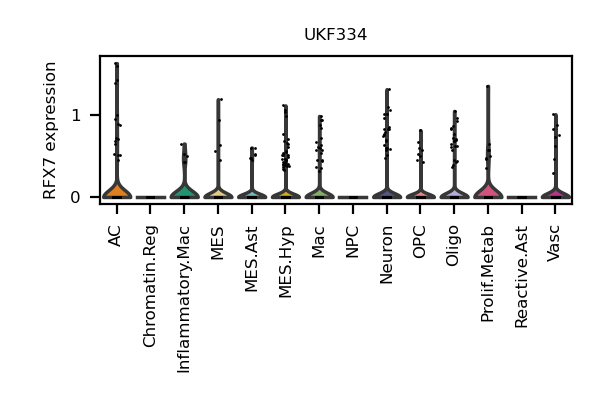 UKF334
RFX7 expression
1
0
AC
Chromatin.Reg
Inflammatory.Mac
MES
MES.Ast
MES.Hyp
Mac
NPC
Neuron
OPC
Oligo
Prolif.Metab
Reactive.Ast
Vasc